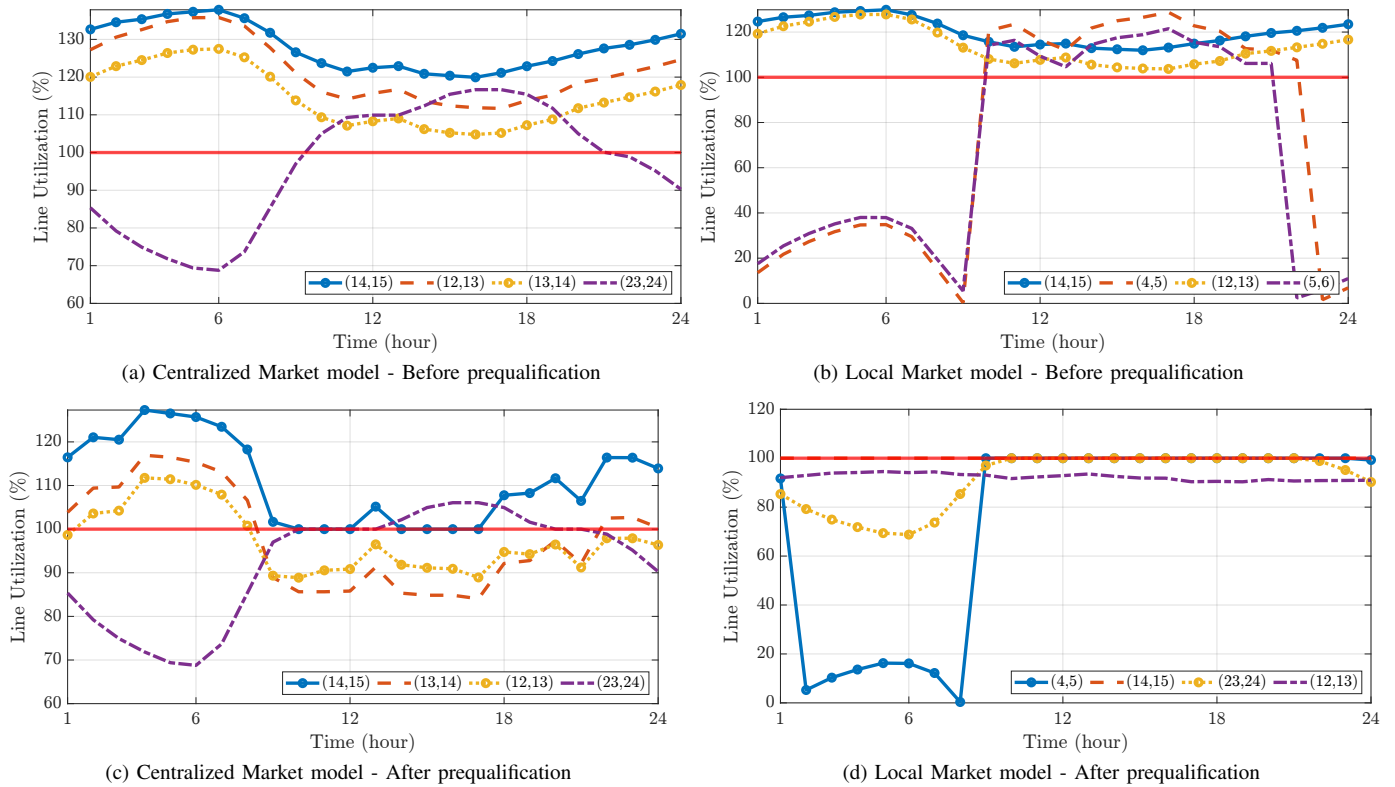 130
120
110
100
90
80
70
60
Line Utilization (%)
(14,15) (12,13) (13,14) (23,24)
1 6 12 18 24
Time (hour)
(a) Centralized Market model - Before prequalification
120
100
120
80
60
40
20
0
Line Utilization (%)
(14,15) (4,5) (12,13) (5,6)
1 6 12 18 24
Time (hour)
(b) Local Market model - Before prequalification
120
110
100
90
80
70
60
Line Utilization (%)
(14,15) (13,14) (12,13) (23,24)
1 6 12 18 24
Time (hour)
(c) Centralized Market model - After prequalification
120
100
80
60
40
20
0
Line Utilization (%)
(4,5) (14,15) (23,24) (12,13)
1 6 12 18 24
Time (hour)
(d) Local Market model - After prequalification